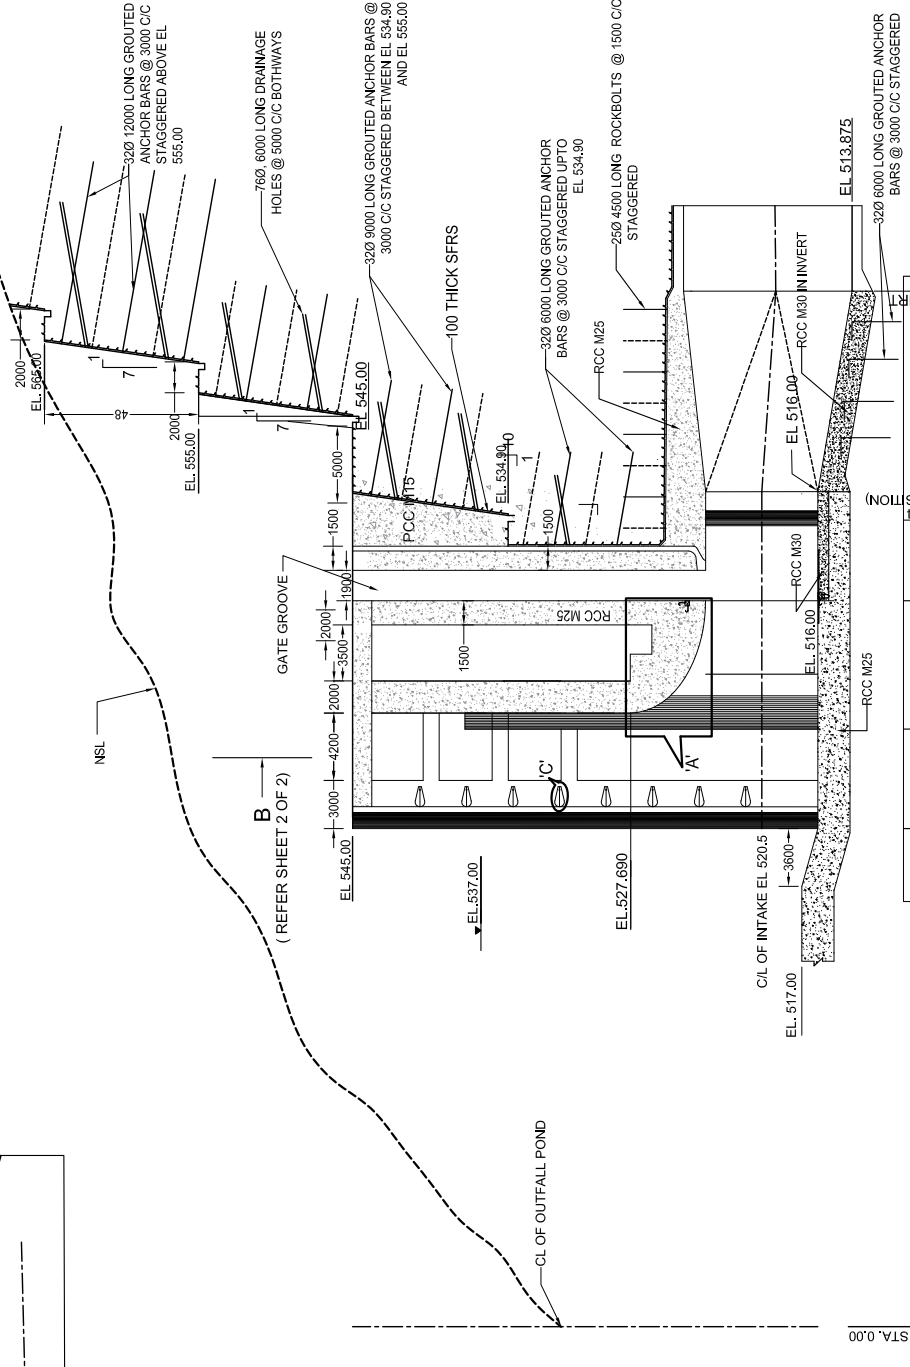 32Ø 12000 LONG GROUTED
ANCHOR BARS @ 3000 C/C
STAGGERED ABOVE EL
555.00
76Ø, 6000 LONG DRAINAGE
HOLES @ 5000 C/C BOTHWAYS
32Ø 9000 LONG GROUTED ANCHOR BARS @
3000 C/C STAGGERED BETWEEN EL 534.90
AND EL 555.00
100 THICK SFRS
32Ø 6000 LONG GROUTED ANCHOR
BARS @ 3000 C/C STAGGERED UPTO
EL 534.90
25Ø 4500 LONG ROCKBOLTS @ 1500 C/C
STAGGERED
RCC M25
EL 513.875
32Ø 6000 LONG GROUTED ANCHOR
BARS @ 3000 C/C STAGGERED
RCC M30 IN INVERT
EL 516.00
2000
EL. 565.00
1
7
48
2000
EL. 555.00
1
7
EL 545.00
5000
1500
1900
PCC M15
EL. 534.90
10
1
1500
GATE GROOVE
2000
3500
2000
4200
3000
1500
RCC M25
RCC M30
EL. 516.00
RCC M25
NSL
B
( REFER SHEET 2 OF 2)
'C'
'A'
EL 545.00
EL.537.00
EL.527.690
C/L OF INTAKE EL 520.5
3600
EL. 517.00
CL OF OUTFALL POND
STA. 0.00
SITION)
RT